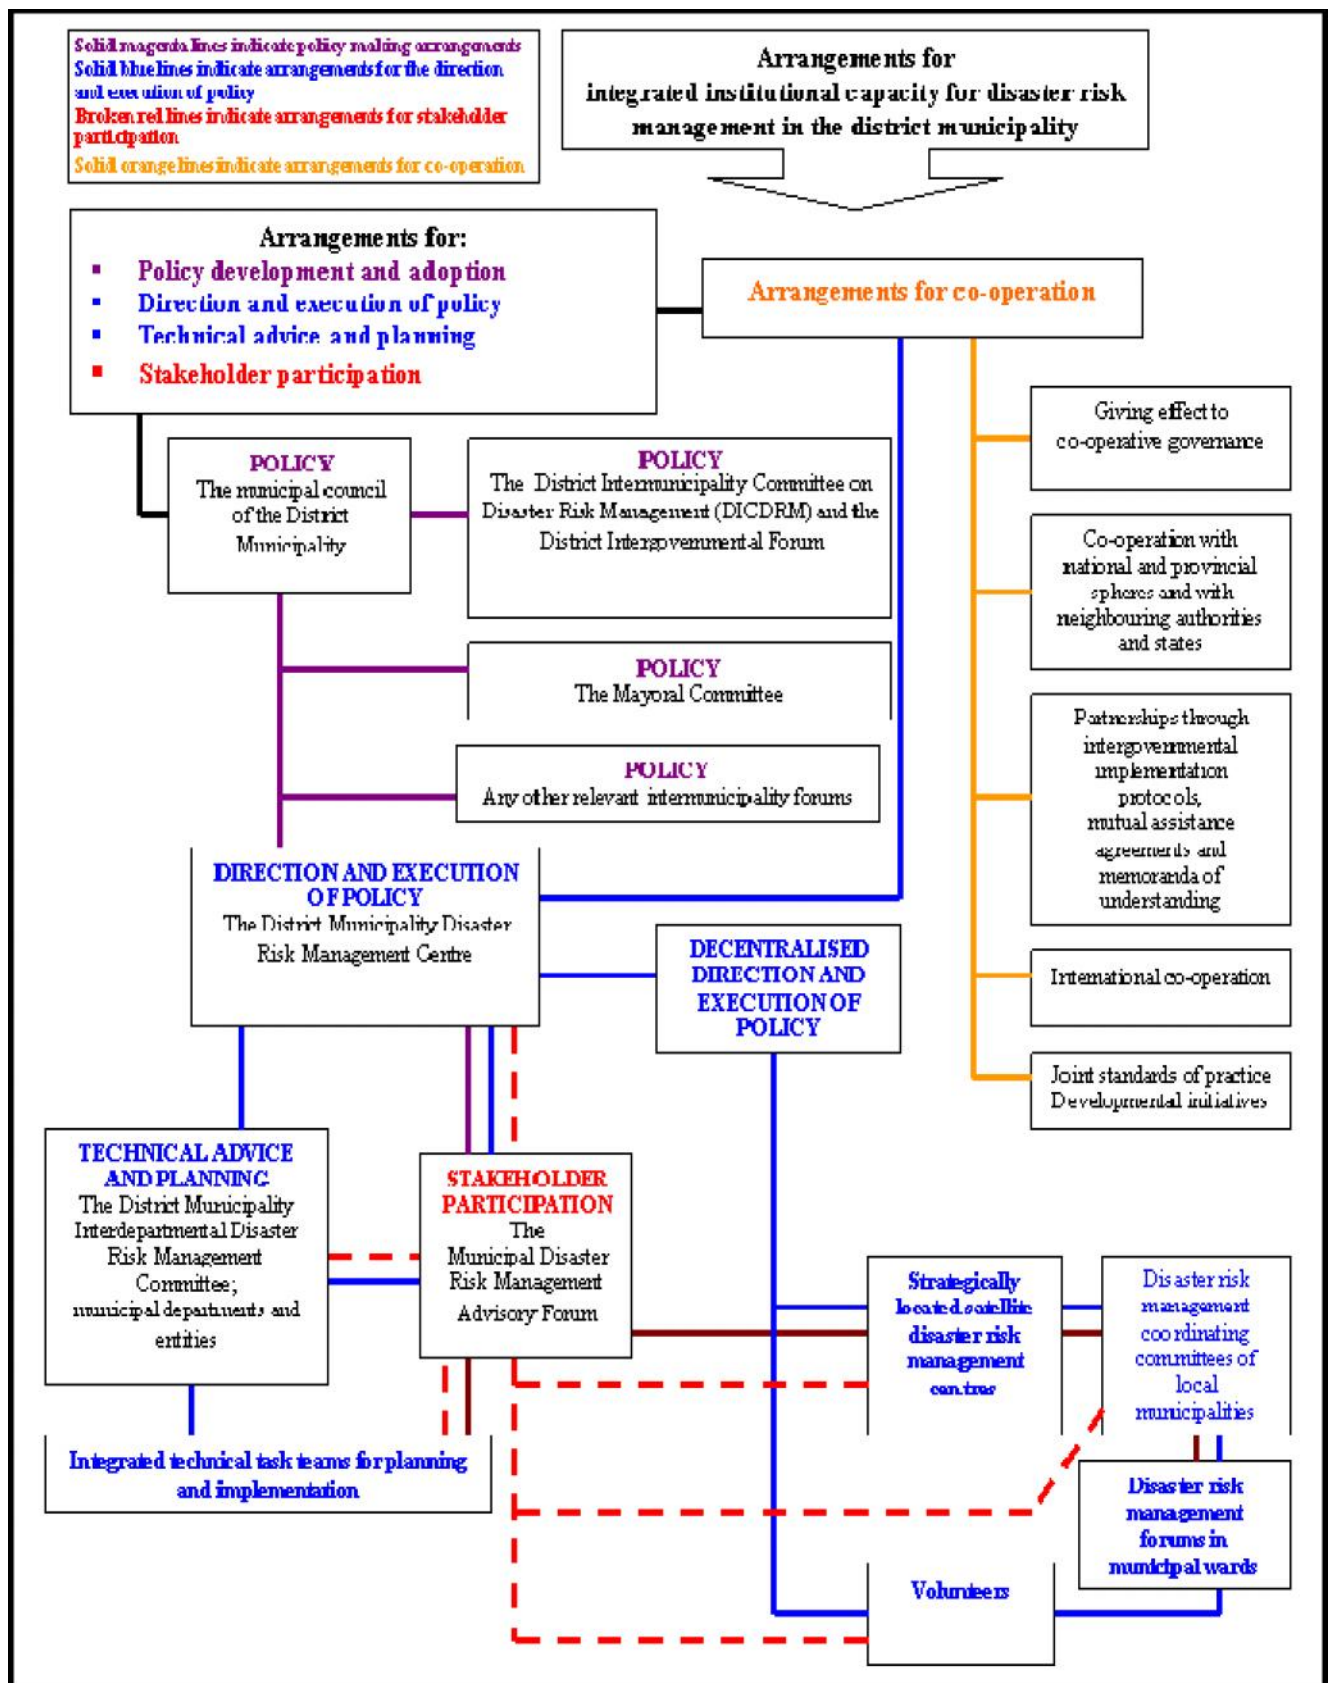 Solid magenta lines indicate policy making arrangements
Solid blue lines indicate arrangements for the direction
and execution of policy
Broken red lines indicate arrangements for stakeholder
participation
Solid orange lines indicate arrangements for co-operation
Arrangements for
integrated institutional capacity for disaster risk
management in the district municipality
Arrangements for:
▪ Policy development and adoption
▪ Direction and execution of policy
▪ Technical advice and planning
▪ Stakeholder participation
Arrangements for co-operation
Giving effect to
co-operative governance
POLICY
The municipal council
of the District
Municipality
POLICY
The District Intermunicipality Committee on
Disaster Risk Management (DICDRM) and the
District Intergovernmental Forum
Co-operation with
national and provincial
spheres and with
neighbouring authorities
and states
POLICY
The Mayoral Committee
Partnerships through
intergovernmental
implementation
protocols,
mutual assistance
agreements and
memoranda of
understanding
POLICY
Any other relevant intermunicipality forums
DIRECTION AND EXECUTION
OF POLICY
The District Municipality Disaster
Risk Management Centre
DECENTRALISED
DIRECTION AND
EXECUTION OF
POLICY
International co-operation
Joint standards of practice
Developmental initiatives
TECHNICAL ADVICE
AND PLANNING
The District Municipality
Interdepartmental Disaster
Risk Management
Committee;
municipal departments and
entities
STAKEHOLDER
PARTICIPATION
The
Municipal Disaster
Risk Management
Advisory Forum
Strategically
located satellite
disaster risk
management
centres
Disaster risk
management
coordinating
committees of
local
municipalities
Integrated technical task teams for planning
and implementation
Disaster risk
management
forums in
municipal wards
Volunteers